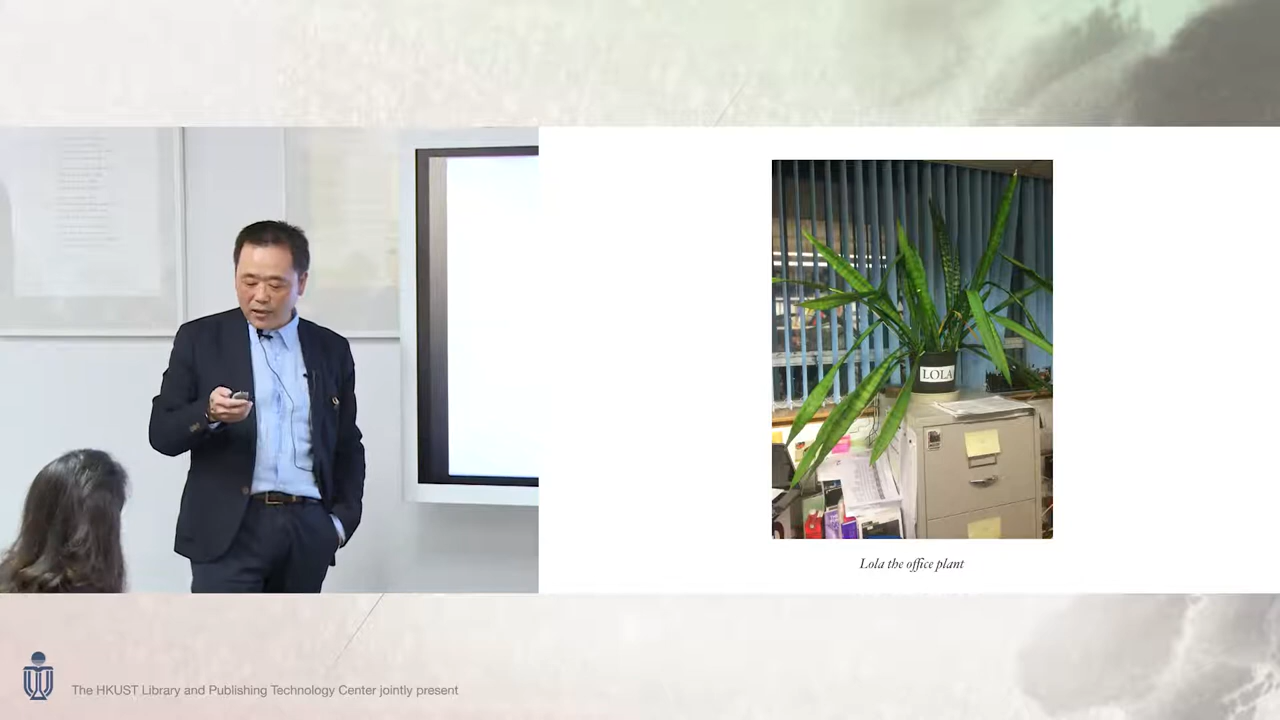 LOLA
Lola the office plant
The HKUST Library and Publishing Technology Center jointly present